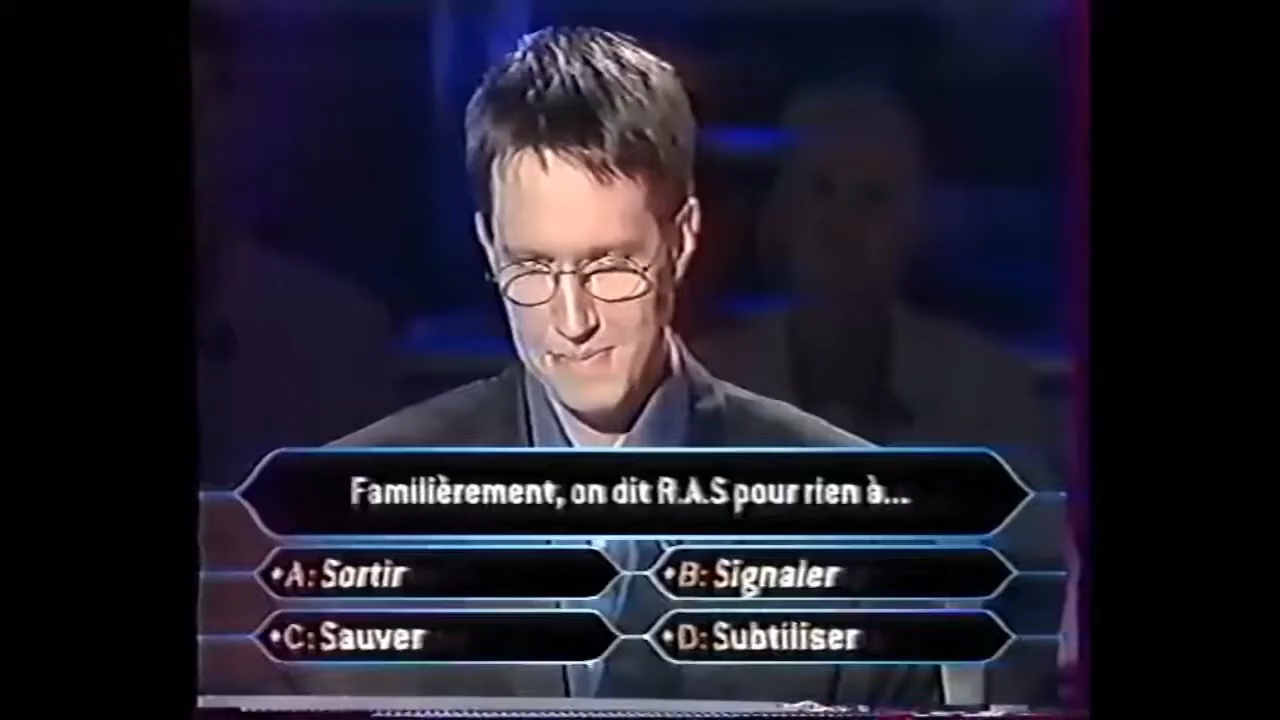 Familièrement, on dit R.A.S pour rien à...
•A: Sortir
•B: Signaler
•C: Sauver
•D: Subtiliser